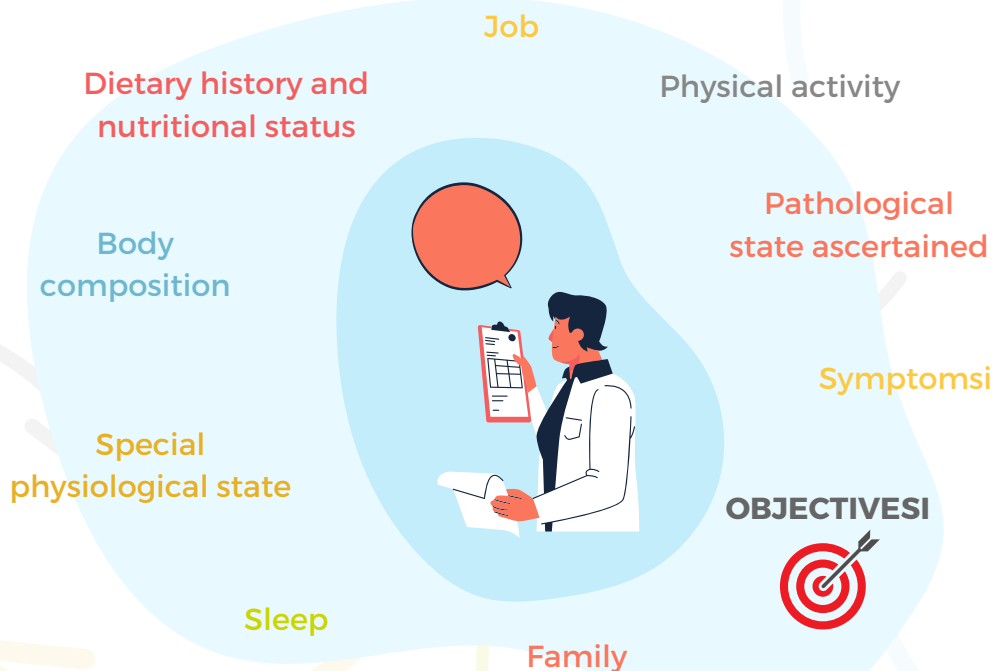 Job
Dietary history and
nutritional status
Physical activity
Pathological
state ascertained
Body
composition
Symptomsi
Special
physiological state
OBJECTIVESI
Sleep
Family